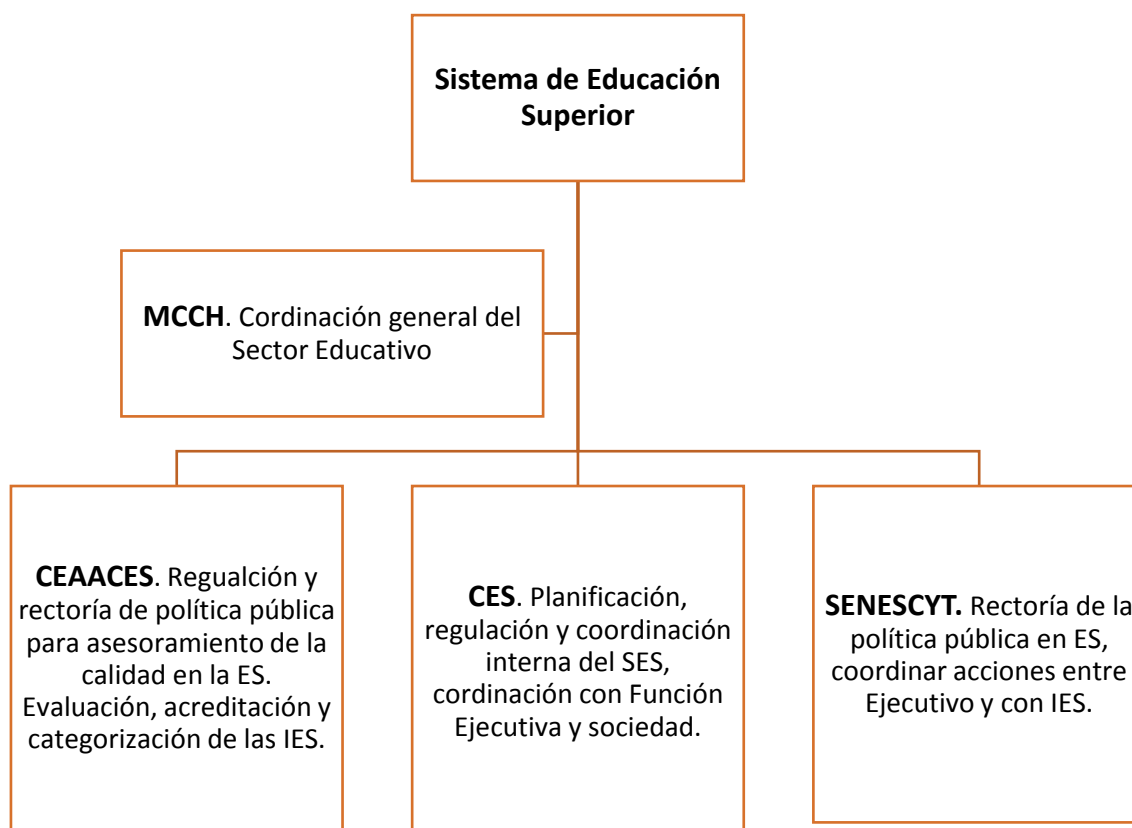 Sistema de Educación
Superior
MCCH. Cordinación general del
Sector Educativo
CEAACES. Regualción y
rectoría de política pública
para asesoramiento de la
calidad en la ES.
Evaluación, acreditación y
categorización de las IES.
CES. Planificación,
regulación y coordinación
interna del SES,
cordinación con Función
Ejecutiva y sociedad.
SENESCYT. Rectoría de la
política pública en ES,
coordinar acciones entre
Ejecutivo y con IES.